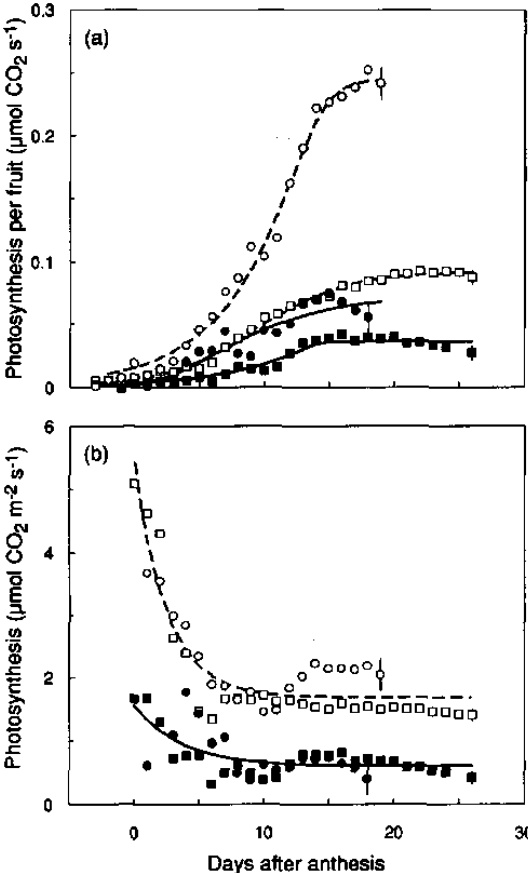 Photosynthesis per fruit (μmol CO2 s-1)
0.3
(a)
0.2
0.1
0
Photosynthesis (μmol CO2 m-2 s-1)
6
(b)
4
2
0
0
10
20
30
Days after anthesis